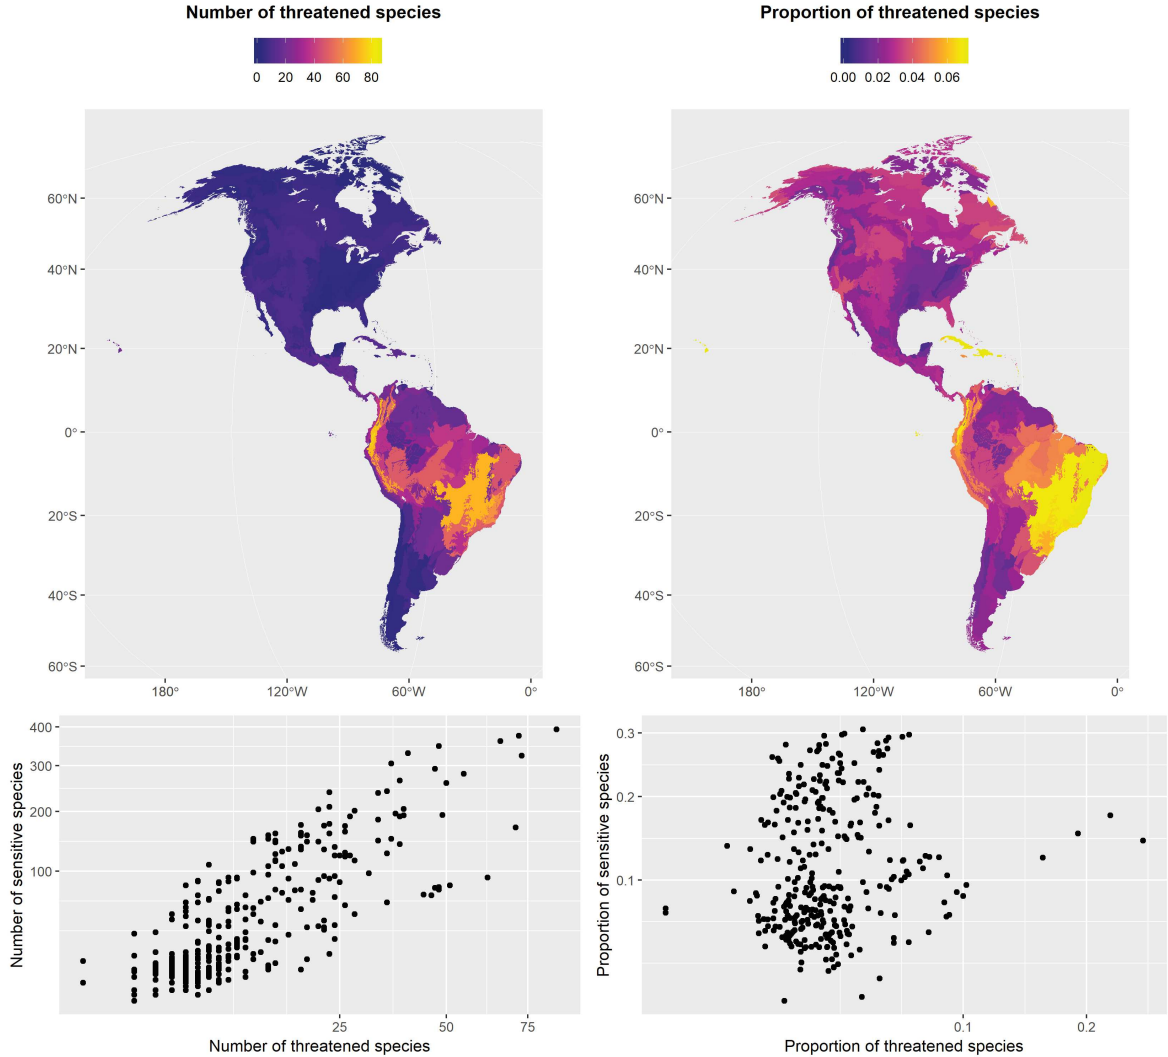 Number of threatened species
Proportion of threatened species
0 20 40 60 80
0.00 0.02 0.04 0.06
60°N
40°N
20°N
0°
20°S
40°S
60°S
180°
120°W
60°W
0°
60°N
40°N
20°N
0°
20°S
40°S
60°S
180°
120°W
60°W
0°
Number of sensitive species
400
300
200
100
25 50 75
Number of threatened species
Proportion of sensitive species
0.3
0.2
0.1
0.1 0.2
Proportion of threatened species